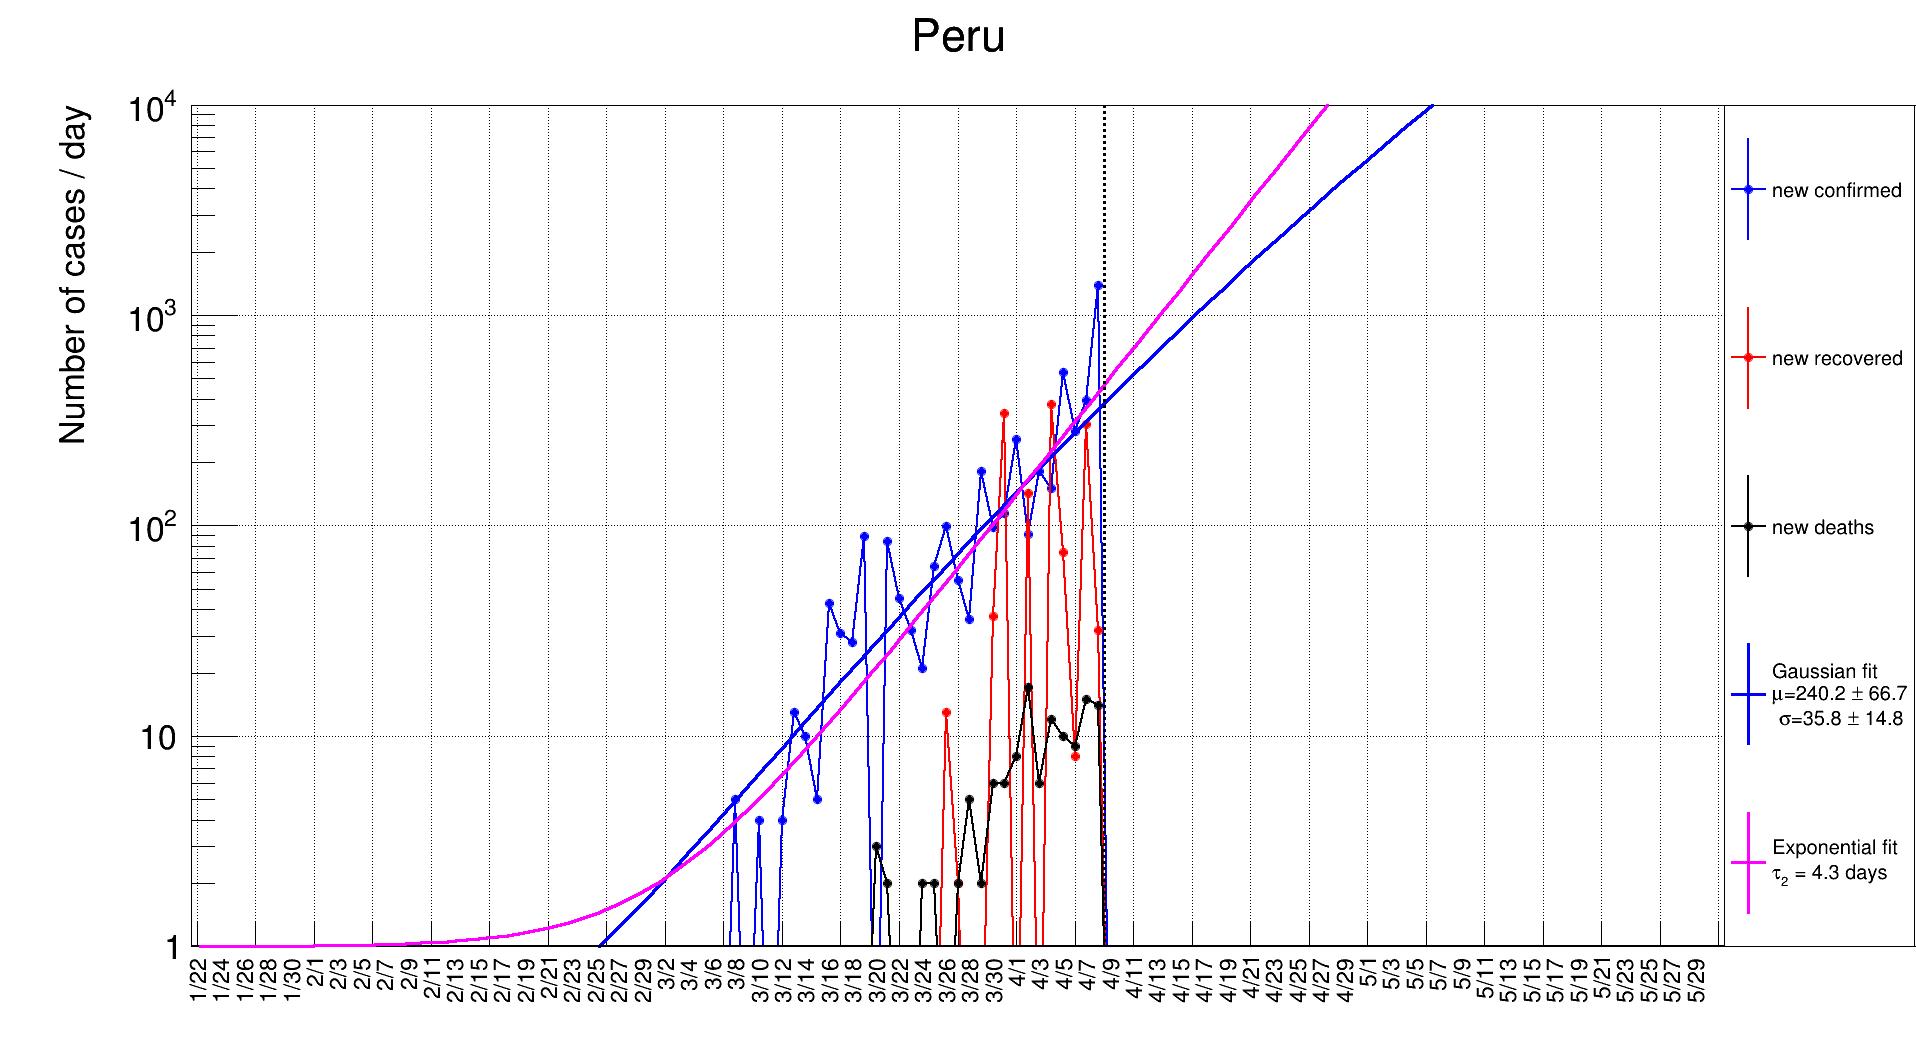 Peru
Number of cases / day
10⁴
10³
10²
10
1
1/22 1/24 1/26 1/28 1/30 2/1 2/3 2/5 2/7 2/9 2/11 2/13 2/15 2/17 2/19 2/21 2/23 2/25 2/27 2/29 3/2 3/4 3/6 3/8 3/10 3/12 3/14 3/16 3/18 3/20 3/22 3/24 3/26 3/28 3/30 4/1 4/3 4/5 4/7 4/9 4/11 4/13 4/15 4/17 4/19 4/21 4/23 4/25 4/27 4/29 5/1 5/3 5/5 5/7 5/9 5/11 5/13 5/15 5/17 5/19 5/21 5/23 5/25 5/27 5/29
new confirmed
new recovered
new deaths
Gaussian fit
μ=240.2 ± 66.7
σ=35.8 ± 14.8
Exponential fit
τ₂ = 4.3 days